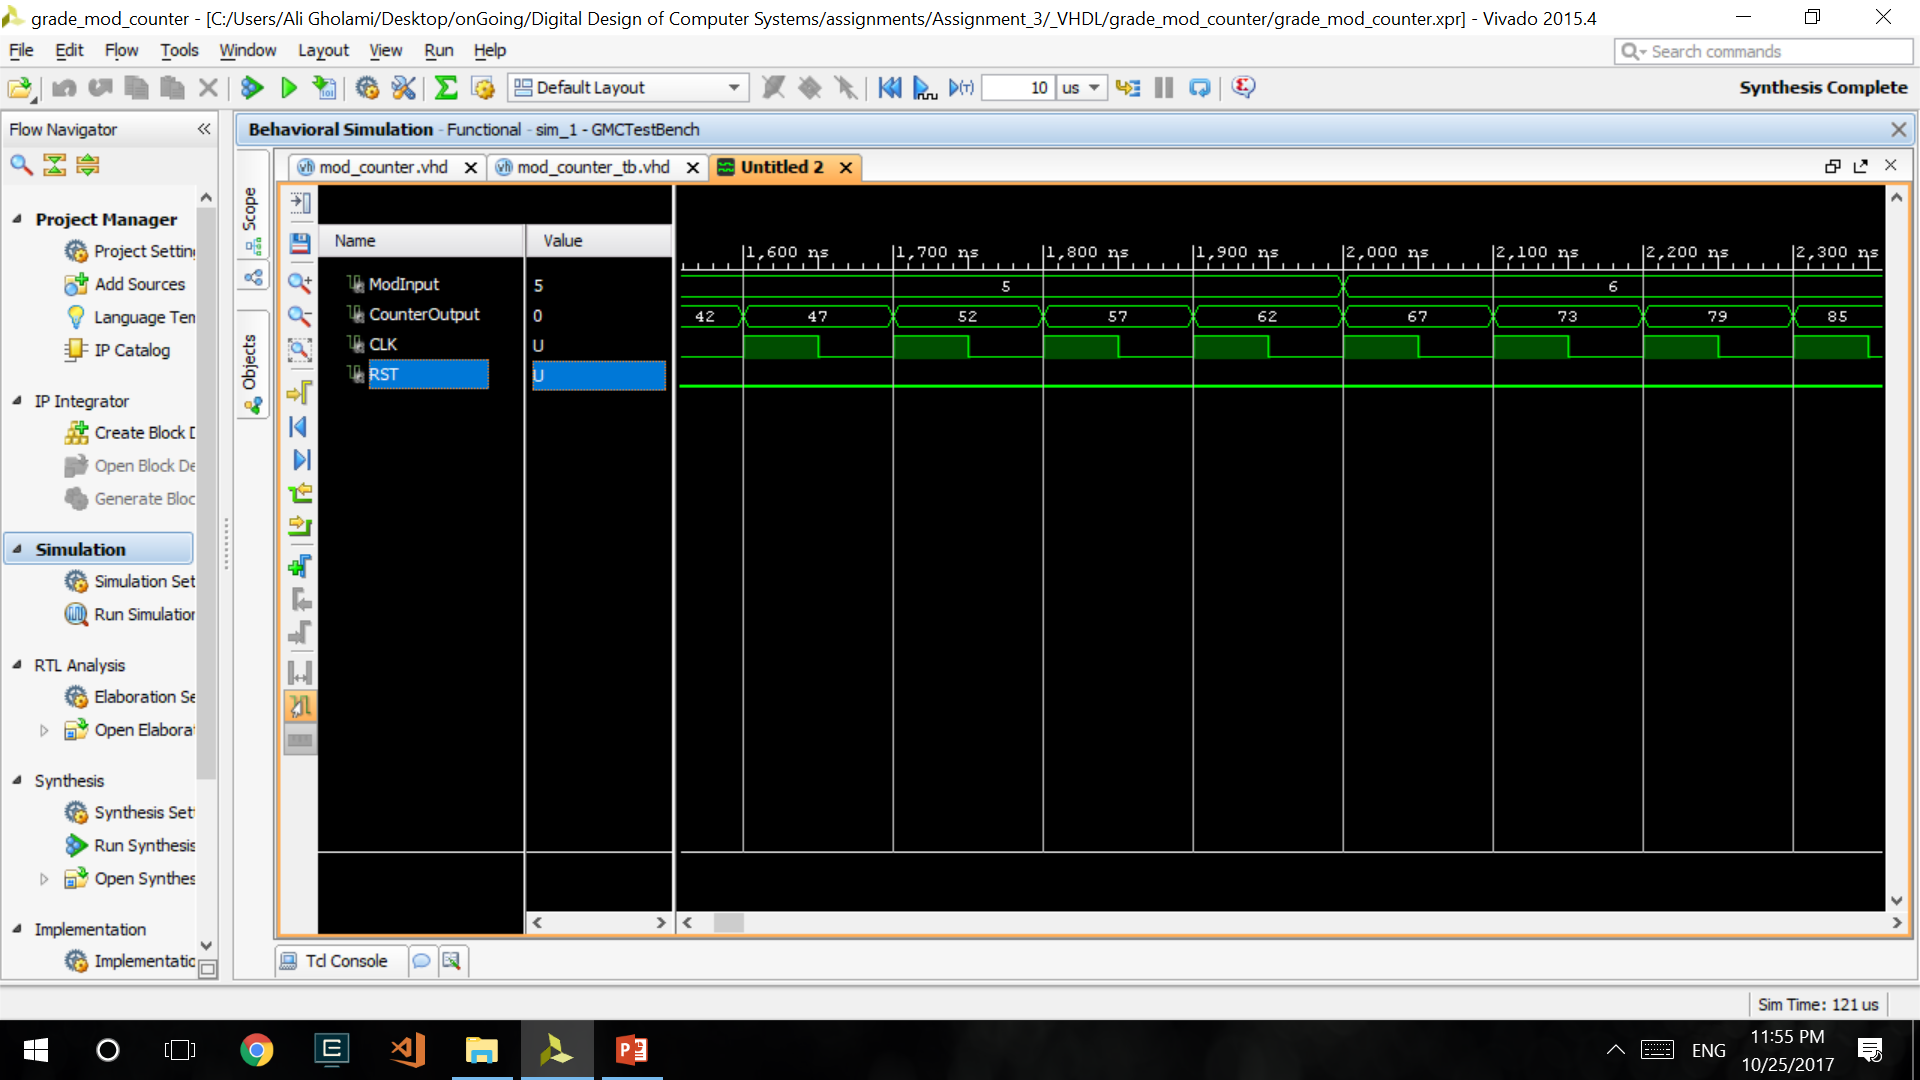 grade_mod_counter - [C:/Users/Ali Gholami/Desktop/onGoing/Digital Design of Computer Systems/assignments/Assignment_3/_VHDL/grade_mod_counter/grade_mod_counter.xpr] - Vivado 2015.4
File Edit Flow Tools Window Layout View Run Help
Search commands
Default Layout
10 us
Synthesis Complete
Flow Navigator
Behavioral Simulation - Functional - sim_1 - GMCTestBench
mod_counter.vhd
mod_counter_tb.vhd
Untitled 2
Scope
Objects
Project Manager
Project Settin
Add Sources
Language Ten
IP Catalog
IP Integrator
Create Block D
Open Block De
Generate Bloc
Simulation
Simulation Set
Run Simulation
RTL Analysis
Elaboration Se
Open Elabora
Synthesis
Synthesis Set
Run Synthesis
Open Synthes
Implementation
Implementatic
Name Value
ModInput 5
CounterOutput 0
CLK U
RST U
1,600 ns 1,700 ns 1,800 ns 1,900 ns 2,000 ns 2,100 ns 2,200 ns 2,300 ns
5 6
42 47 52 57 62 67 73 79 85
Tcl Console
Sim Time: 121 us
ENG
11:55 PM
10/25/2017